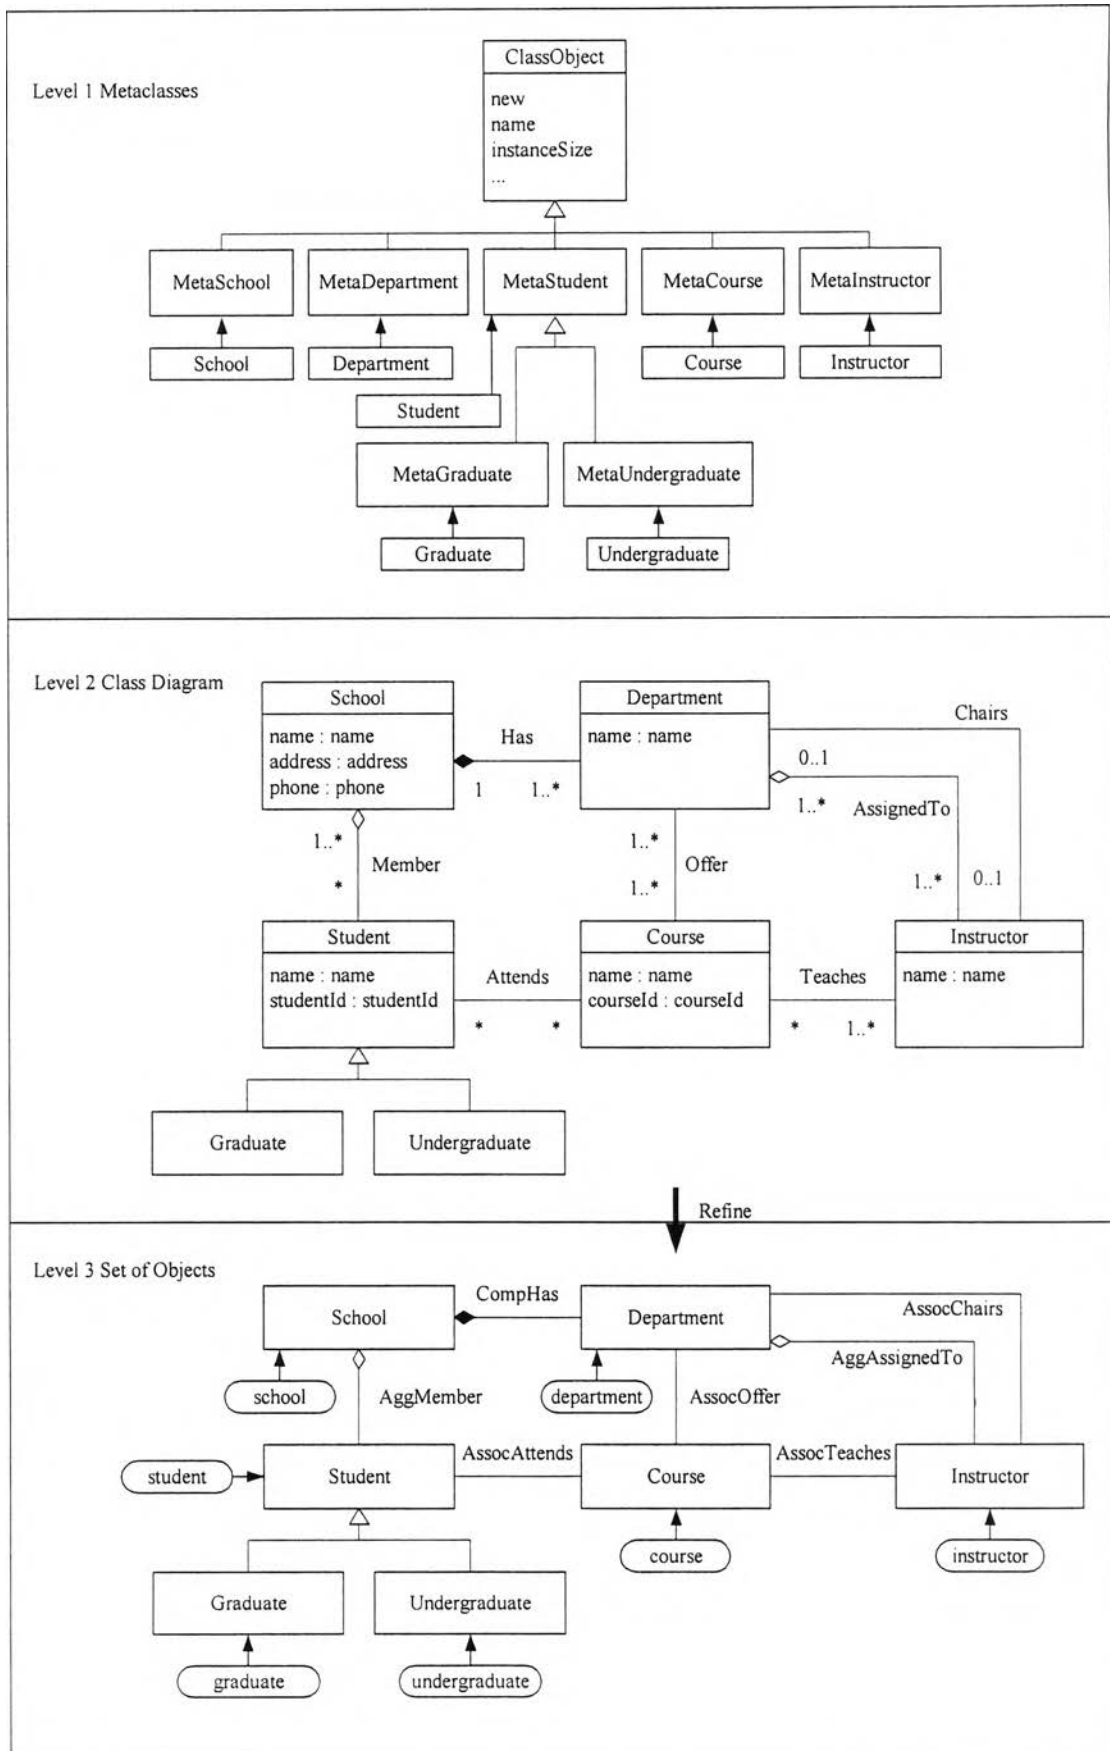 Level 1 Metaclasses
ClassObject
new
name
instanceSize
...
MetaSchool
MetaDepartment
MetaStudent
MetaCourse
MetaInstructor
School
Department
Course
Instructor
Student
MetaGraduate
MetaUndergraduate
Graduate
Undergraduate
Level 2 Class Diagram
School
name : name
address : address
phone : phone
Has
1
1..*
Department
name : name
Chairs
0..1
1..*
AssignedTo
1..*
0..1
1..*
Member
*
1..*
Offer
1..*
Student
name : name
studentId : studentId
Attends
*
*
Course
name : name
courseId : courseId
Teaches
*
1..*
Instructor
name : name
Graduate
Undergraduate
Refine
Level 3 Set of Objects
School
CompHas
Department
AssocChairs
AggAssignedTo
school
AggMember
department
AssocOffer
student
Student
AssocAttends
Course
AssocTeaches
Instructor
course
instructor
Graduate
Undergraduate
graduate
undergraduate